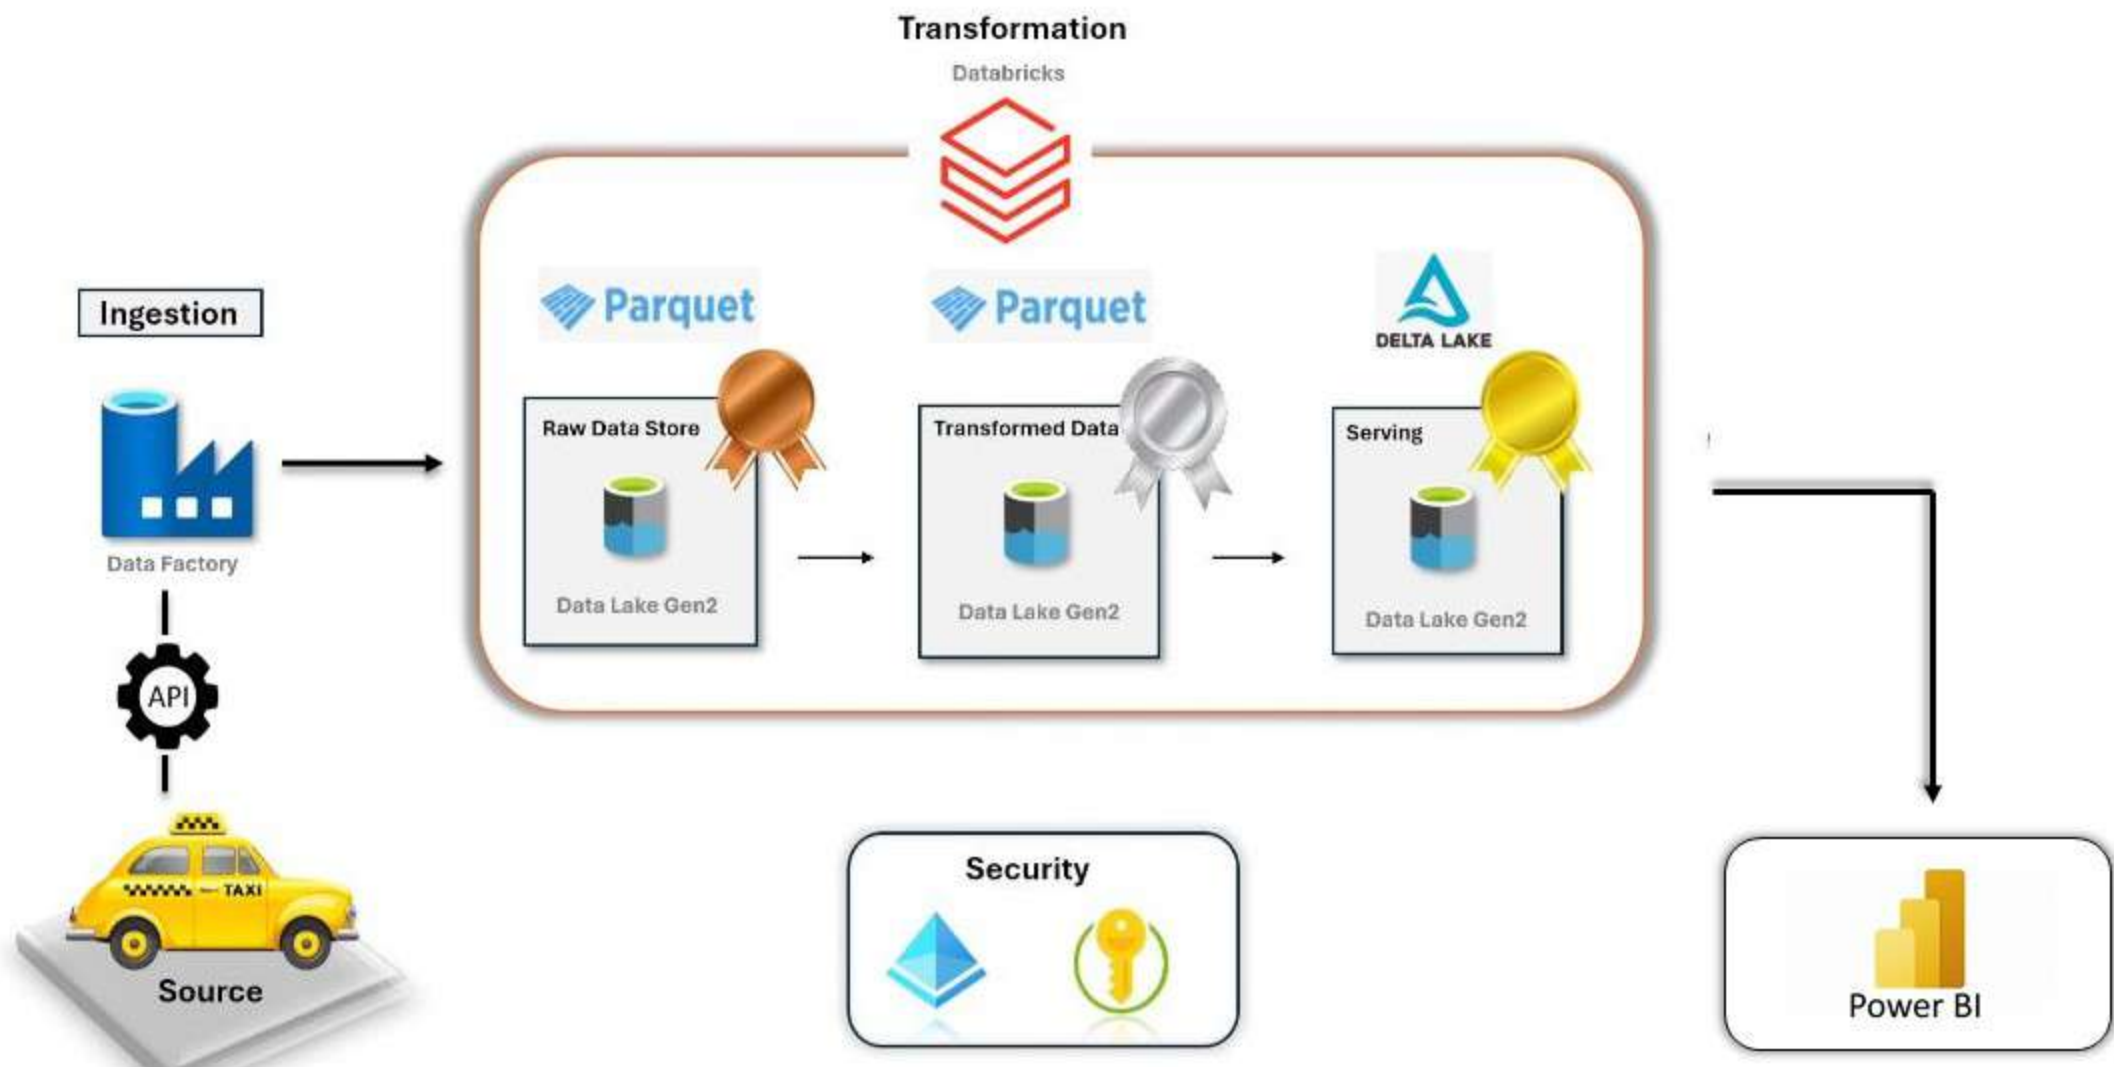 Transformation
Databricks
Ingestion
Data Factory
API
TAXI
Source
Parquet
Raw Data Store
Data Lake Gen2
Parquet
Transformed Data
Data Lake Gen2
DELTA LAKE
Serving
Data Lake Gen2
Security
Power BI